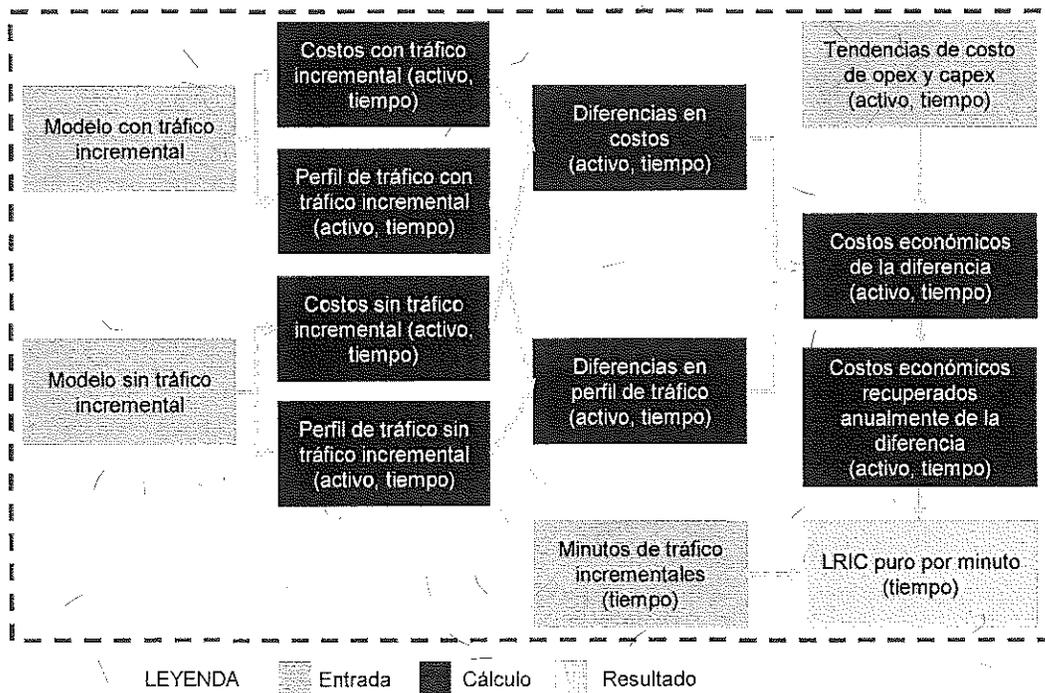 Costos con tráfico
incremental (activo,
tiempo)
Tendencias de costo
de opex y capex
(activo, tiempo)
Modelo con tráfico
incremental
Diferencias en
costos
(activo, tiempo)
Perfil de tráfico con
tráfico incremental
(activo, tiempo)
Costos económicos
de la diferencia
(activo, tiempo)
Costos sin tráfico
incremental (activo,
tiempo)
Modelo sin tráfico
incremental
Diferencias en
perfil de tráfico
(activo, tiempo)
Costos económicos
recuperados
anualmente de la
diferencia
(activo, tiempo)
Perfil de tráfico sin
tráfico incremental
(activo, tiempo)
Minutos de tráfico
incrementales
(tiempo)
LRIC puro por minuto
(tiempo)
LEYENDA Entrada Cálculo Resultado